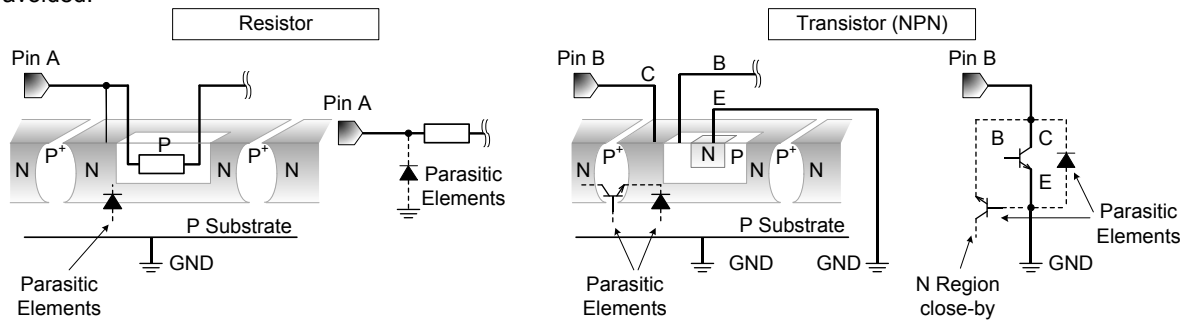 avoided.
Resistor
Transistor (NPN)
Pin A
Pin A
N P+ N P P+ N N
Parasitic
Elements
P Substrate
GND
Parasitic
Elements
Pin B
C
B
E
N P+ N N P P+ N N
P Substrate
GND
GND
Parasitic
Elements
Pin B
B
C
E
Parasitic
Elements
GND
N Region
close-by